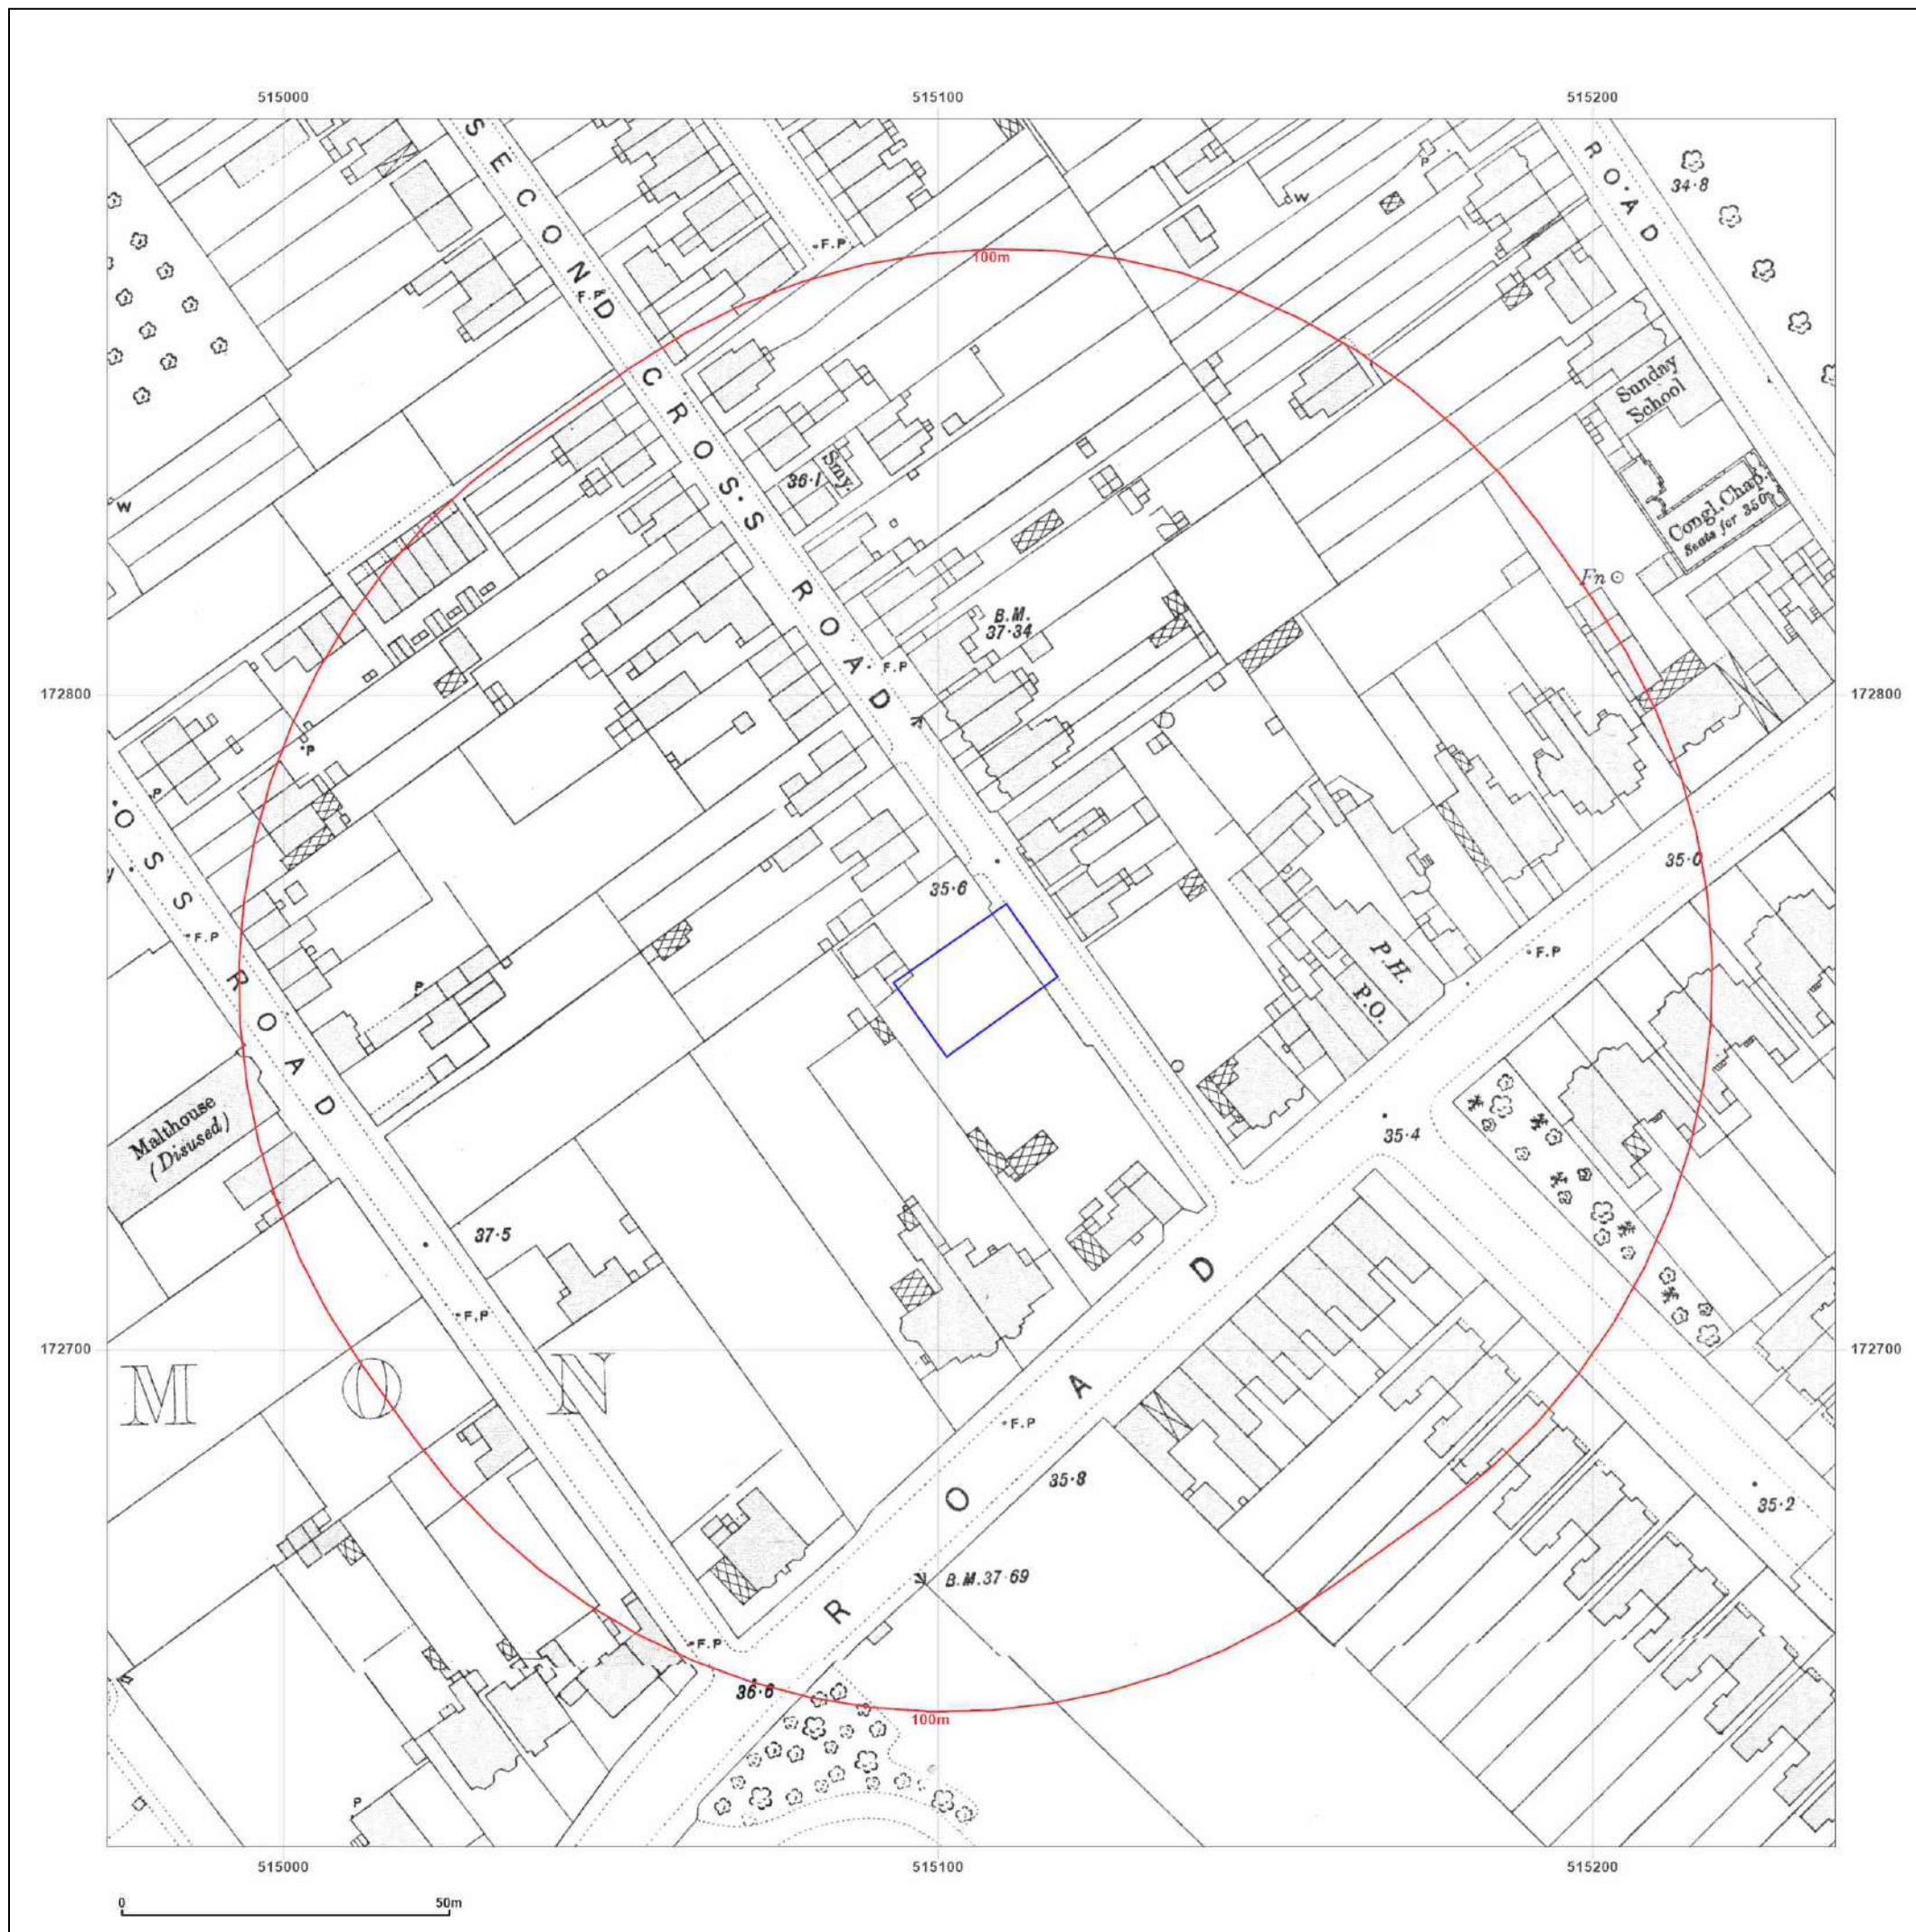 515000
515100
515200
SECOND CROSS ROAD
ROAD
34·8
P
W
F.P
100m
F.P
Sunday
School
36·1
Smy.
W
Congl. Chap.
Seats for 350
Fn
B.M.
37·34
F.P
172800
172800
P
P
OSS ROAD
35·0
35·6
F.P
P
P.H.
P.O.
F.P
Malthouse
(Disused)
35·4
37·5
F.P
172700
172700
MON
ROAD
F.P
35·8
35·2
B.M.37·69
F.P
36·6
100m
P
515000
515100
515200
0
50m